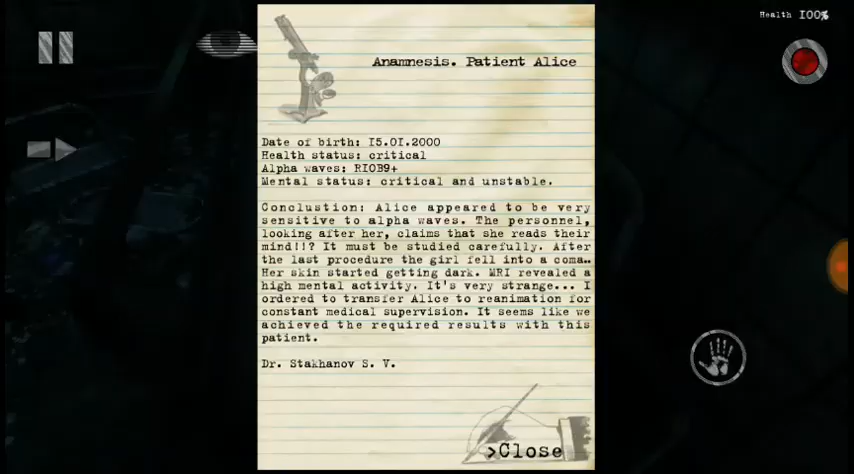 Health 100%
Anamnesis. Patient Alice
Date of birth: 15.01.2000
Health status: critical
Alpha waves: RIOB9+
Mental status: critical and unstable.
Conclustion: Alice appeared to be very
sensitive to alpha waves. The personnel,
looking after her, claims that she reads their
mind!!? It must be studied carefully. After
the last procedure the girl fell into a coma..
Her skin started getting dark. MRI revealed a
high mental activity. It's very strange... I
ordered to transfer Alice to reanimation for
constant medical supervision. It seems like we
achieved the required results with this
patient.
Dr. Stakhanov S. V.
>Close